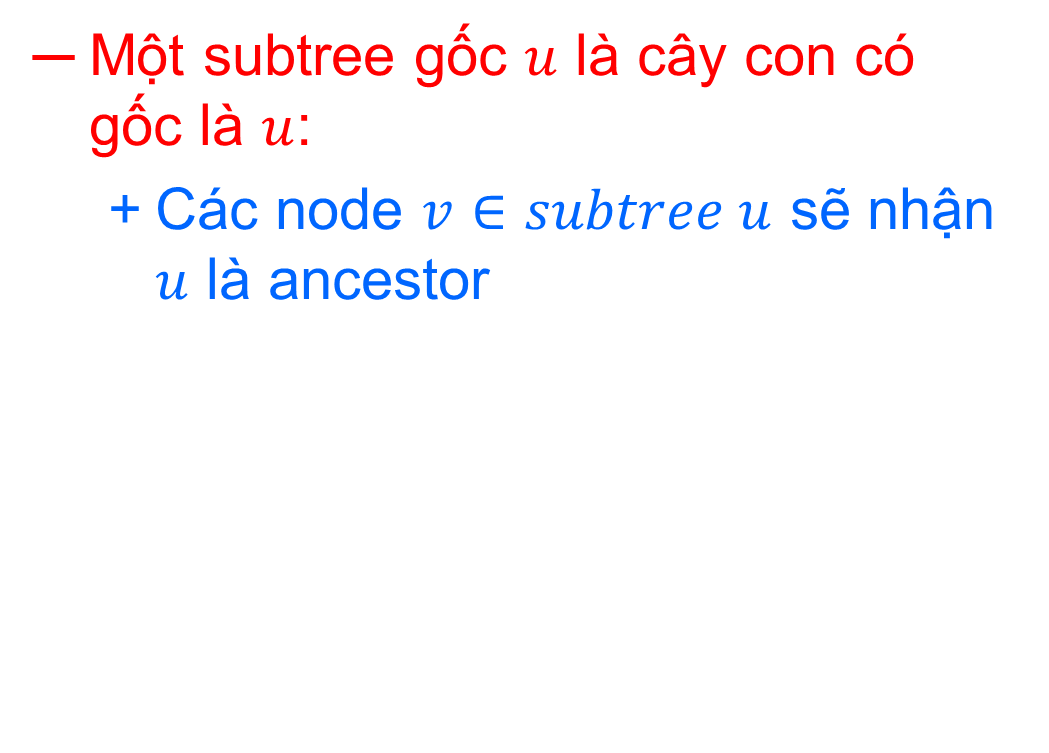 ― Một subtree gốc 𝑢 là cây con có
gốc là 𝑢:
+ Các node 𝑣 ∈ 𝑠𝑢𝑏𝑡𝑟𝑒𝑒 𝑢 sẽ nhận
𝑢 là ancestor